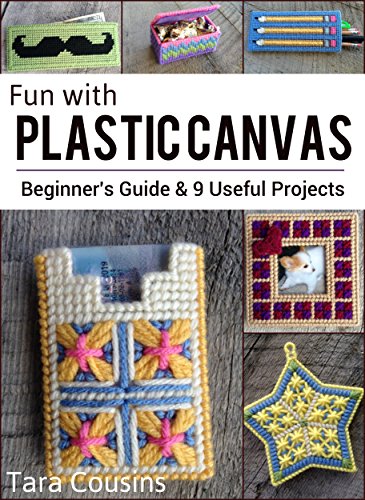 Fun with
PLASTIC CANVAS
Beginner's Guide & 9 Useful Projects
Tara Cousins